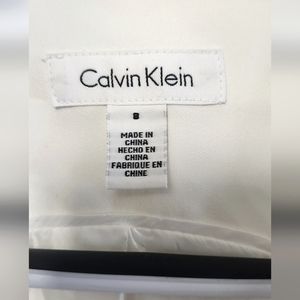 Calvin Klein
8
MADE IN
CHINA
HECHO EN
CHINA
FABRIQUE EN
CHINE